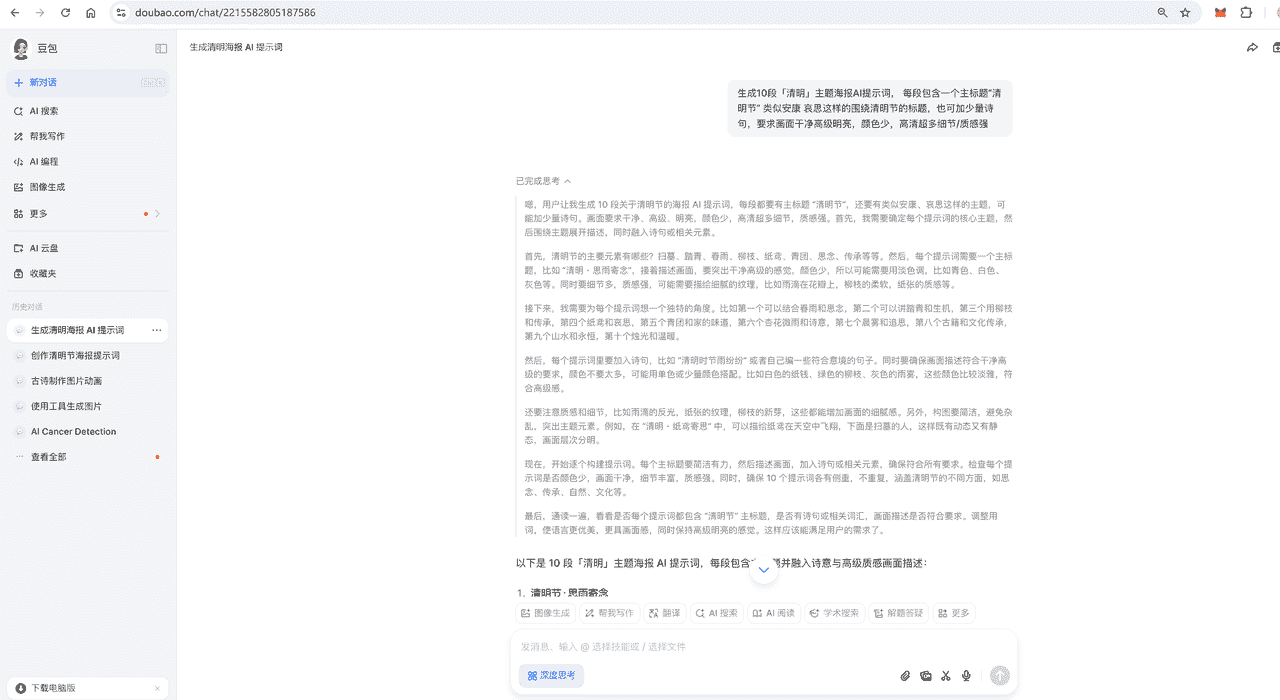 doubao.com/chat/2215582805187586
豆包
生成清明海报 AI 提示词
新对话
AI 搜索
帮我写作
AI 编程
图像生成
更多
AI 云盘
收藏夹
历史对话
生成清明海报 AI 提示词
创作清明节海报提示词
古诗制作图片动画
使用工具生成图片
AI Cancer Detection
查看全部
下载电脑版
生成10段「清明」主题海报AI提示词， 每段包含一个主标题“清
明节” 类似安康 哀思这样的围绕清明节的标题，也可加少量诗
句，要求画面干净高级明亮，颜色少，高清超多细节/质感强
已完成思考
嗯，用户让我生成 10 段关于清明节的海报 AI 提示词，每段都要有主标题 “清明节”，还要有类似安康、哀思这样的主题，可
能加少量诗句。画面要求干净、高级、明亮，颜色少，高清超多细节，质感强。首先，我需要确定每个提示词的核心主题，然
后围绕主题展开描述，同时融入诗句或相关元素。
首先，清明节的主要元素有哪些？扫墓、踏青、春雨、柳枝、纸鸢、青团、思念、传承等等。然后，每个提示词需要一个主标
题，比如 “清明・思雨寄念”，接着描述画面，要突出干净高级的感觉，颜色少，所以可能需要用淡色调，比如青色、白色、
灰色等。同时要细节多，质感强，可能需要描绘细腻的纹理，比如雨滴在花瓣上，柳枝的柔软，纸张的质感等。
接下来，我需要为每个提示词想一个独特的角度。比如第一个可以结合春雨和思念，第二个可以讲踏青和生机，第三个用柳枝
和传承，第四个纸鸢和哀思，第五个青团和家的味道，第六个杏花微雨和诗意，第七个晨雾和追思，第八个古籍和文化传承，
第九个山水和永恒，第十个烛光和温暖。
然后，每个提示词里要加入诗句，比如 “清明时节雨纷纷” 或者自己编一些符合意境的句子。同时要确保画面描述符合干净高
级的要求，颜色不要太多，可能用单色或少量颜色搭配。比如白色的纸钱、绿色的柳枝、灰色的雨雾，这些颜色比较淡雅，符
合高级感。
还要注意质感和细节，比如雨滴的反光，纸张的纹理，柳枝的新芽，这些都能增加画面的细腻感。另外，构图要简洁，避免杂
乱，突出主题元素。例如，在 “清明・纸鸢寄思” 中，可以描绘纸鸢在天空中飞翔，下面是扫墓的人，这样既有动态又有静
态，画面层次分明。
现在，开始逐个构建提示词。每个主标题要简洁有力，然后描述画面，加入诗句或相关元素，确保符合所有要求。检查每个提
示词是否颜色少，画面干净，细节丰富，质感强。同时，确保 10 个提示词各有侧重，不重复，涵盖清明节的不同方面，如思
念、传承、自然、文化等。
最后，通读一遍，看看是否每个提示词都包含 “清明节” 主标题，是否有诗句或相关词汇，画面描述是否符合要求。调整用
词，使语言更优美，更具画面感，同时保持高级明亮的感觉。这样应该能满足用户的需求了。
以下是 10 段「清明」主题海报 AI 提示词，每段包含 题并融入诗意与高级质感画面描述：
1. 清明节・思雨寄念
图像生成
帮我写作
翻译
AI 搜索
AI 阅读
学术搜索
解题答疑
更多
发消息、输入 @ 选择技能或 / 选择文件
深度思考